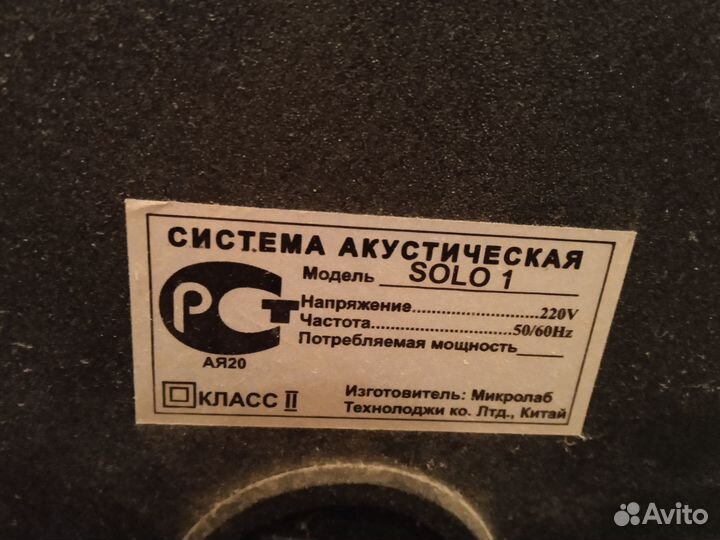 СИСТЕМА АКУСТИЧЕСКАЯ
Модель SOLO 1
РСТ
Напряжение 220V
Частота 50/60Hz
Потребляемая мощность
АЯ20
КЛАСС II
Изготовитель: Микролаб
Технолоджи ко. Лтд., Китай
Avito